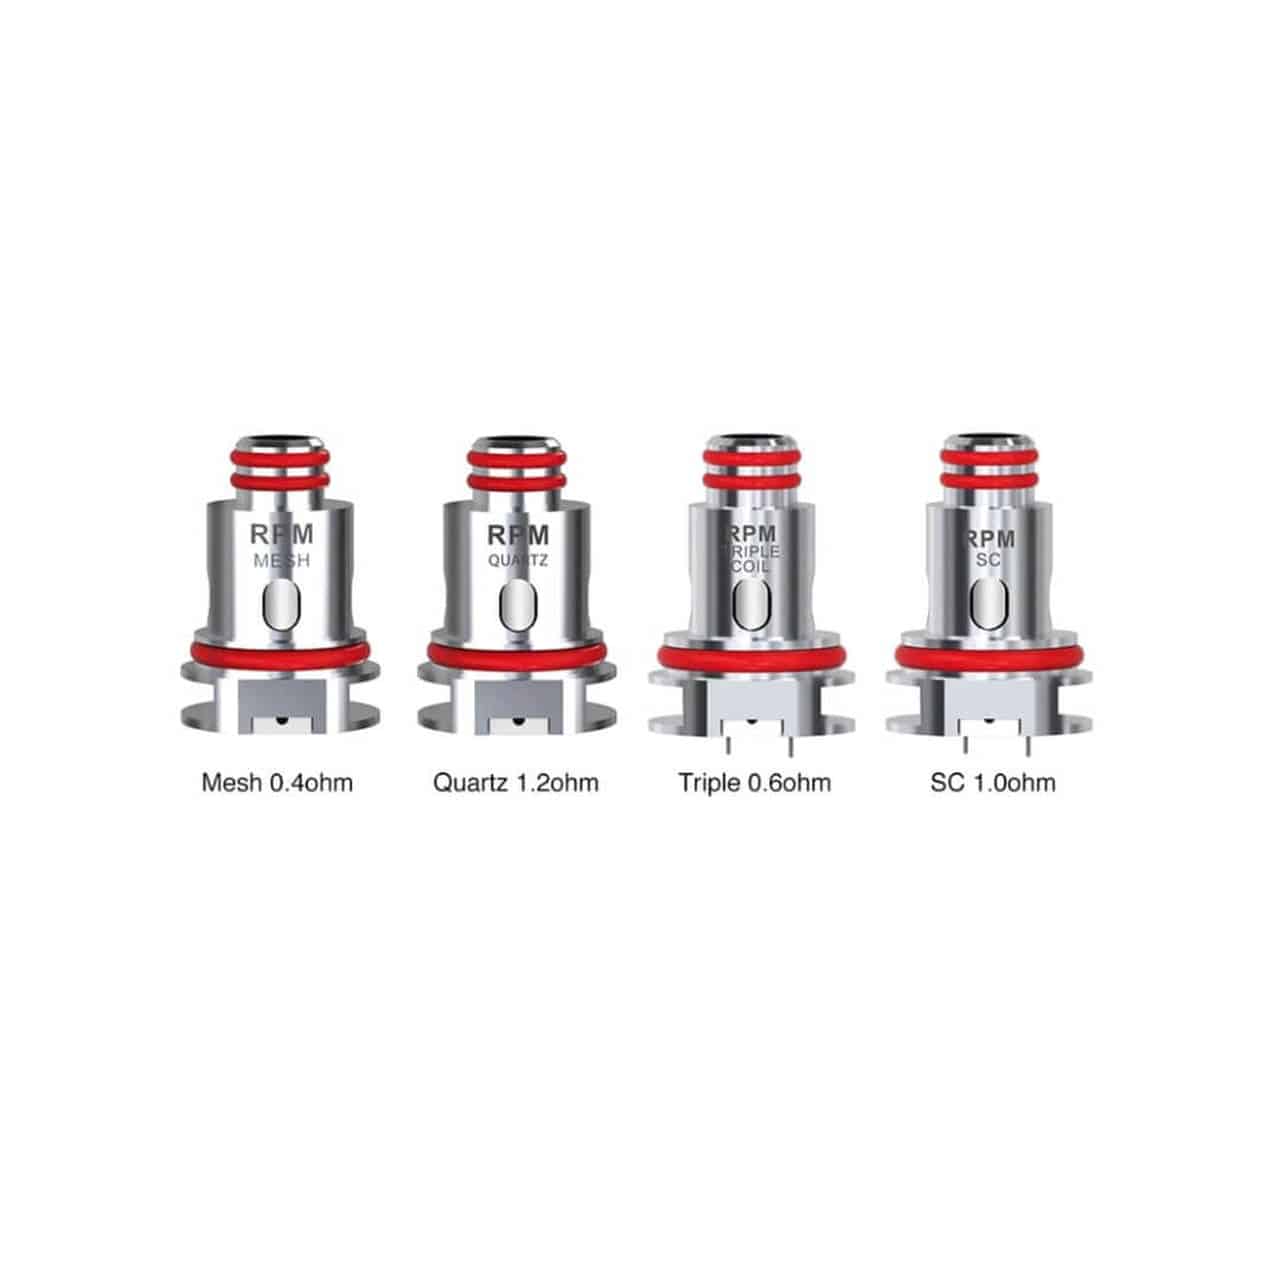 RPM
MESH
RPM
QUARTZ
RPM
TRIPLE
COIL
RPM
SC
Mesh 0.4ohm
Quartz 1.2ohm
Triple 0.6ohm
SC 1.0ohm